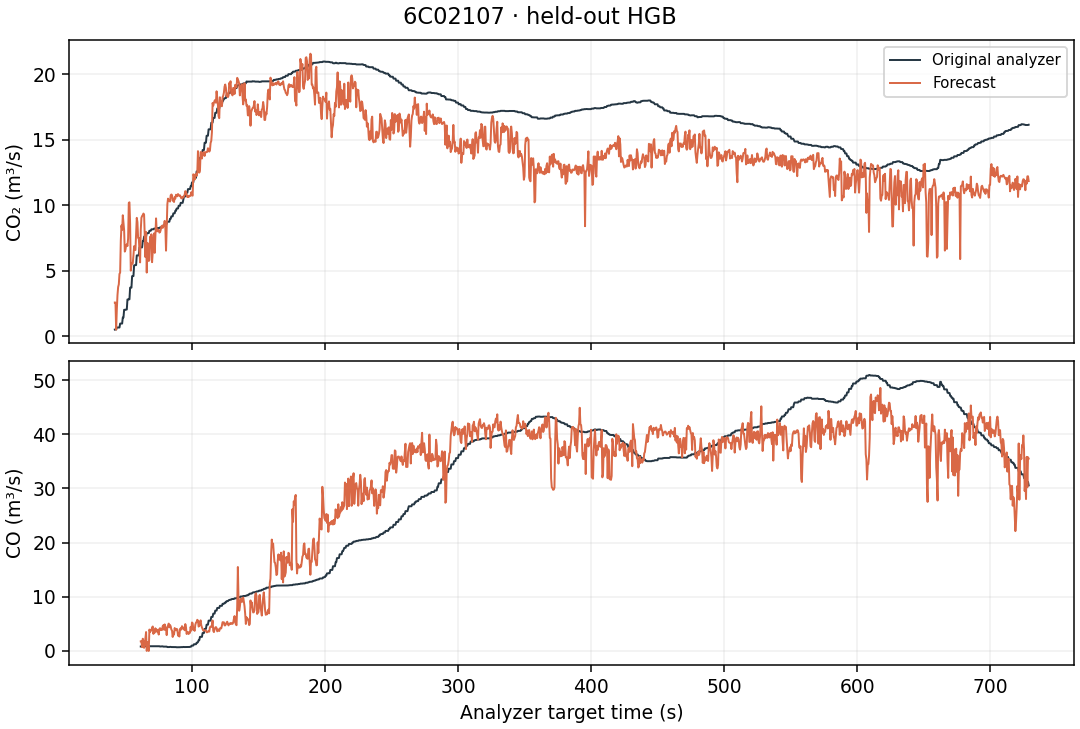 6C02107 · held-out HGB
Original analyzer
Forecast
CO₂ (m³/s)
20
15
10
5
0
CO (m³/s)
50
40
30
20
10
0
100 200 300 400 500 600 700
Analyzer target time (s)